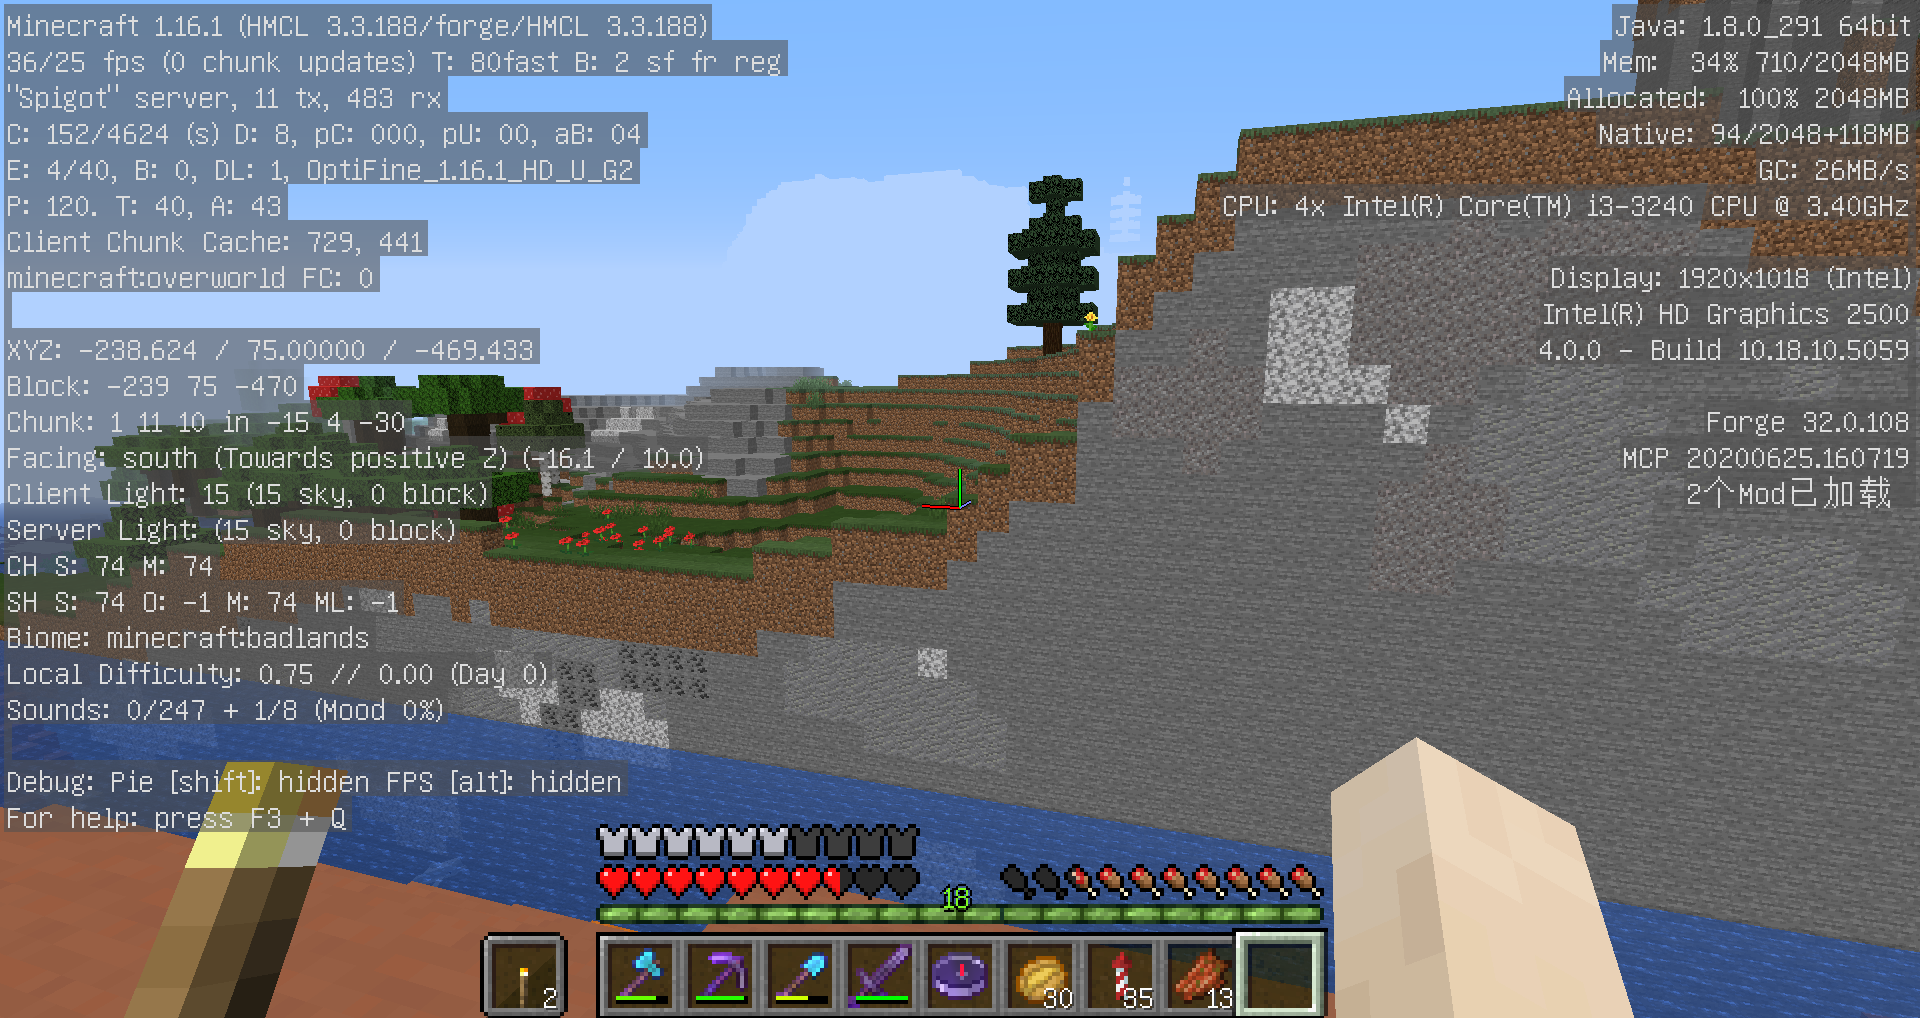 Minecraft 1.16.1 (HMCL 3.3.188/forge/HMCL 3.3.188)
36/25 fps (0 chunk updates) T: 80fast B: 2 sf fr reg
"Spigot" server, 11 tx, 483 rx
C: 152/4624 (s) D: 8, pC: 000, pU: 00, aB: 04
E: 4/40, B: 0, DL: 1, OptiFine_1.16.1_HD_U_G2
P: 120. T: 40, A: 43
Client Chunk Cache: 729, 441
minecraft:overworld FC: 0
XYZ: -238.624 / 75.00000 / -469.433
Block: -239 75 -470
Chunk: 1 11 10 in -15 4 -30
Facing: south (Towards positive Z) (-16.1 / 10.0)
Client Light: 15 (15 sky, 0 block)
Server Light: (15 sky, 0 block)
CH S: 74 M: 74
SH S: 74 O: -1 M: 74 ML: -1
Biome: minecraft:badlands
Local Difficulty: 0.75 // 0.00 (Day 0)
Sounds: 0/247 + 1/8 (Mood 0%)
Debug: Pie [shift]: hidden FPS [alt]: hidden
For help: press F3 + Q
Java: 1.8.0_291 64bit
Mem: 34% 710/2048MB
Allocated: 100% 2048MB
Native: 94/2048+118MB
GC: 26MB/s
CPU: 4x Intel(R) Core(TM) i3-3240 CPU @ 3.40GHz
Display: 1920x1018 (Intel)
Intel(R) HD Graphics 2500
4.0.0 - Build 10.18.10.5059
Forge 32.0.108
MCP 20200625.160719
2个Mod已加载
18
2
30
95
13